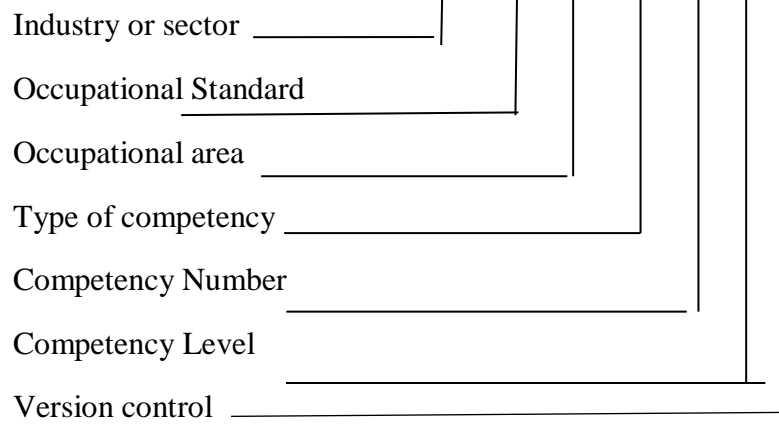 Industry or sector
Occupational Standard
Occupational area
Type of competency
Competency Number
Competency Level
Version control